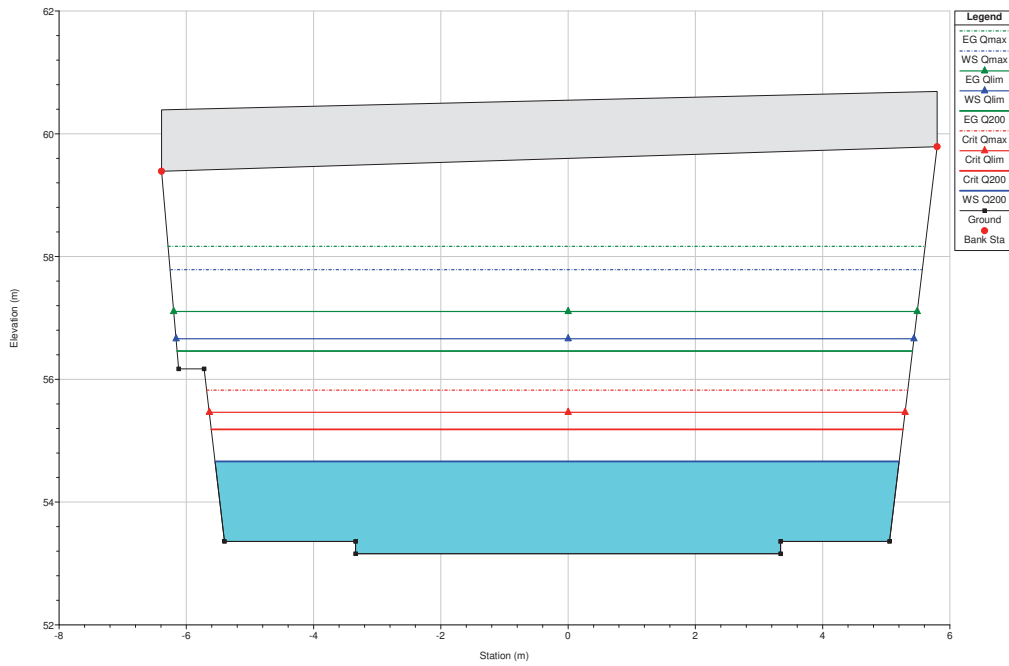 62
60
58
56
54
52
Elevation (m)
-8
-6
-4
-2
0
2
4
6
Station (m)
Legend
EG Qmax
WS Qmax
EG Qlim
WS Qlim
EG Q200
Crit Qmax
Crit Qlim
Crit Q200
WS Q200
Ground
Bank Sta